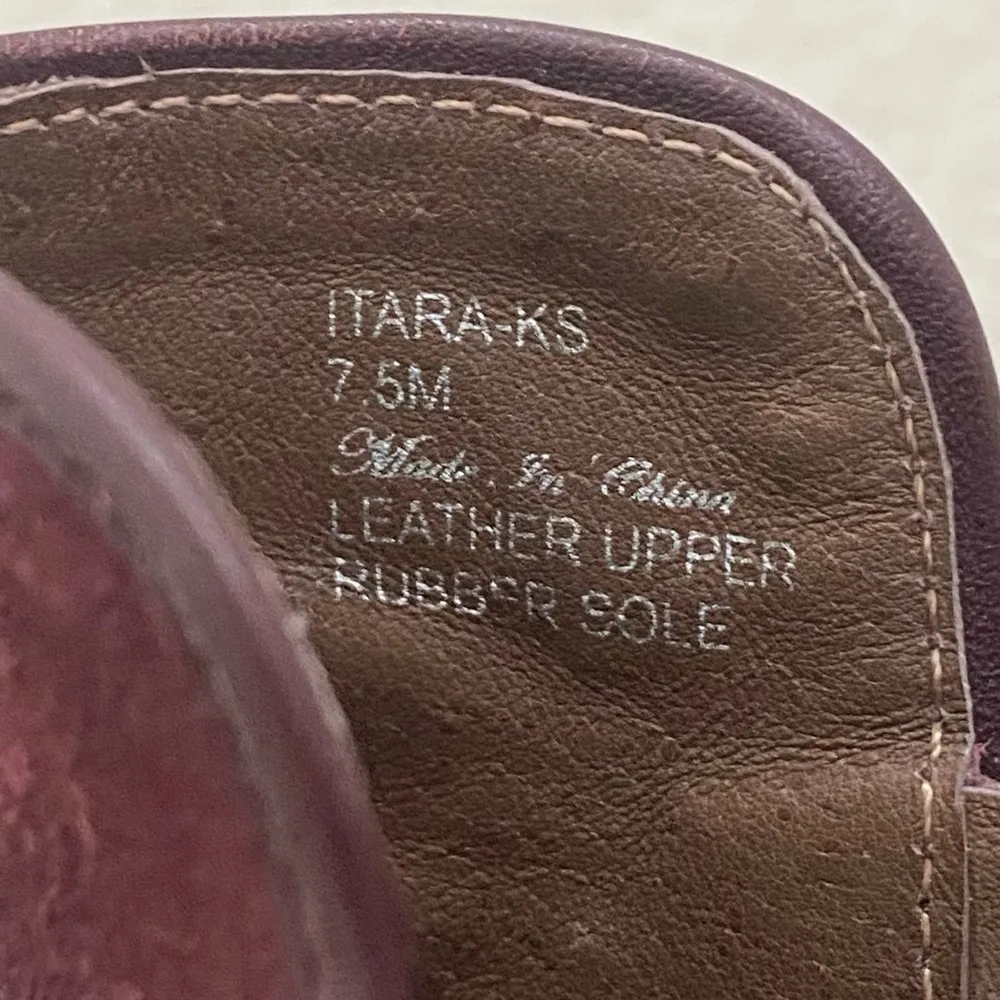 ITARA-KS
7.5M
Made In China
LEATHER UPPER
RUBBER SOLE